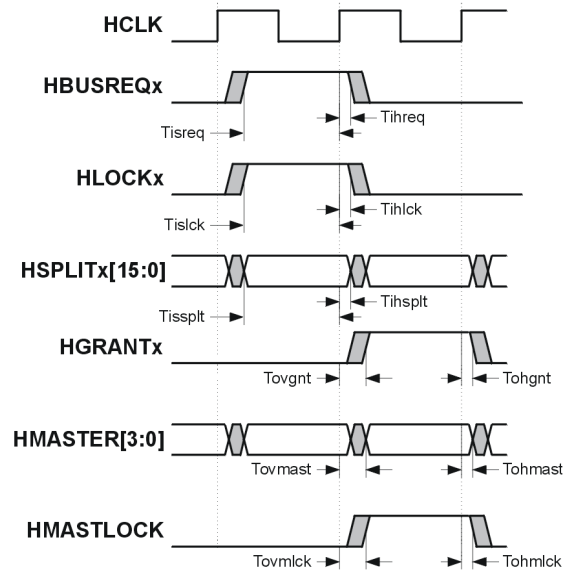 HCLK
HBUSREQx
Tihreq
Tisreq
HLOCKx
Tihlck
Tislck
HSPLITx[15:0]
Tihsplt
Tissplt
HGRANTx
Tovgnt
Tohgnt
HMASTER[3:0]
Tovmast
Tohmast
HMASTLOCK
Tovmlck
Tohmlck